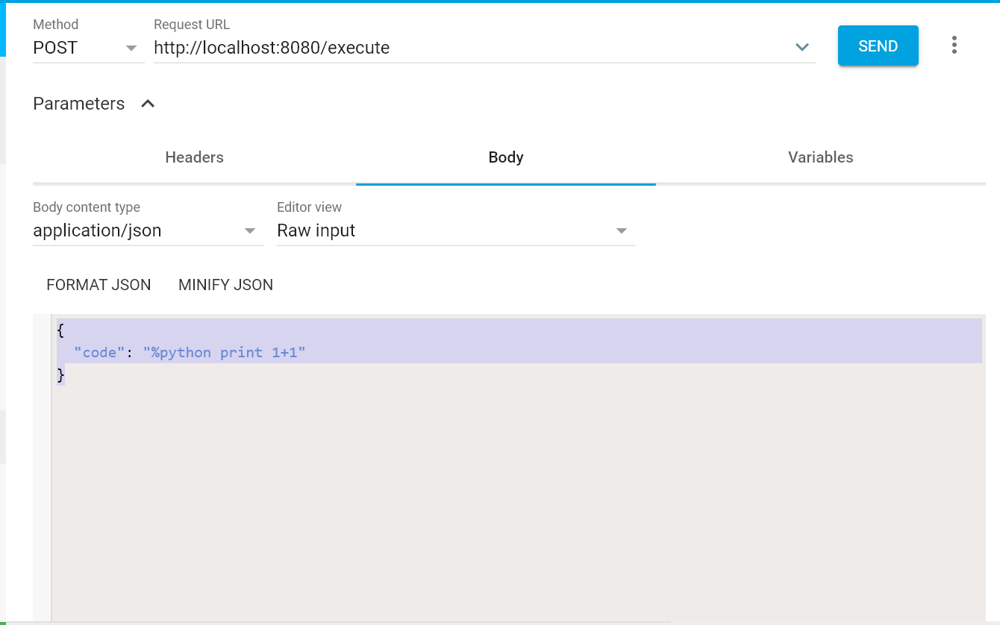 Method
Request URL
POST
http://localhost:8080/execute
SEND
Parameters
Headers
Body
Variables
Body content type
Editor view
application/json
Raw input
FORMAT JSON
MINIFY JSON
{
"code": "%python print 1+1"
}